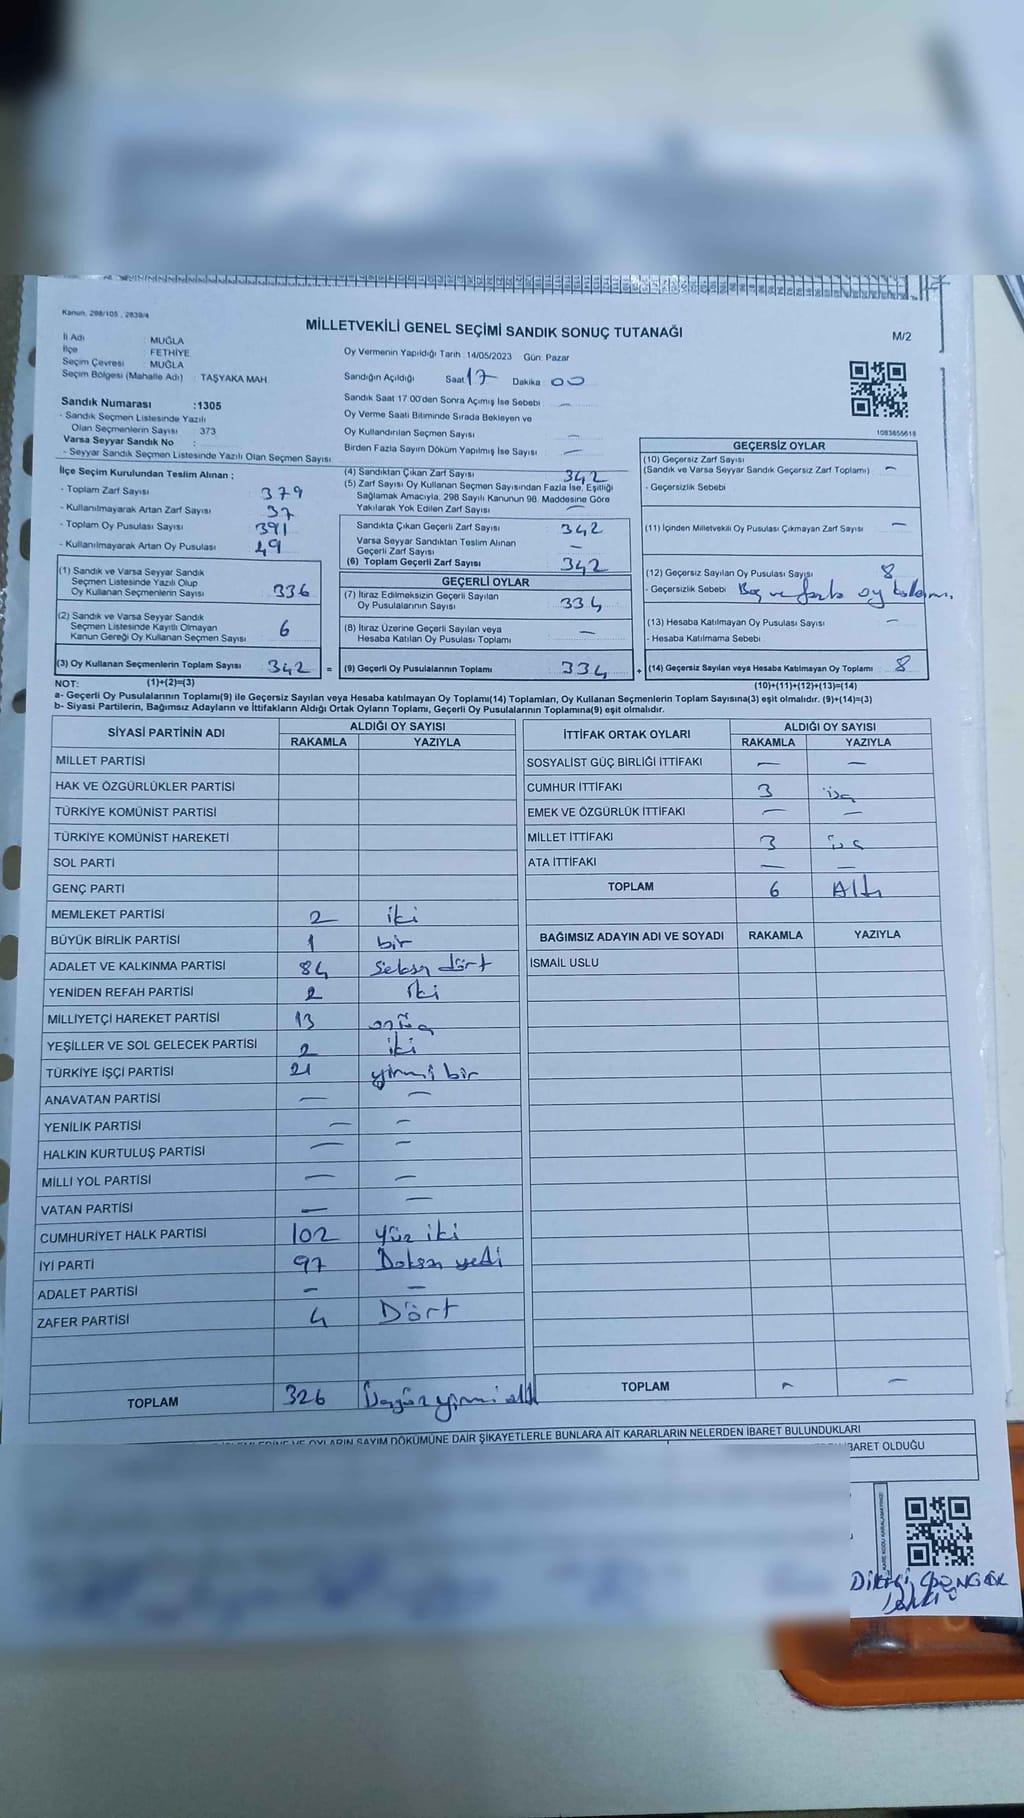 Kanun, 298/105 , 2839/4
MİLLETVEKİLİ GENEL SEÇİMİ SANDIK SONUÇ TUTANAĞI
M/2
İl Adı : MUĞLA
İlçe : FETHİYE
Seçim Çevresi : MUĞLA
Seçim Bölgesi (Mahalle Adı) : TAŞYAKA MAH.
Oy Vermenin Yapıldığı Tarih : 14/05/2023 Gün: Pazar
Sandığın Açıldığı Saat 17 Dakika : 00
Sandık Saat 17.00'den Sonra Açımış İse Sebebi : —
Oy Verme Saati Bitiminde Sırada Bekleyen ve
Oy Kullandırılan Seçmen Sayısı : —
Birden Fazla Sayım Döküm Yapılmış İse Sayısı : —
1083655618
Sandık Numarası :1305
- Sandık Seçmen Listesinde Yazılı
Olan Seçmenlerin Sayısı : 373
Varsa Seyyar Sandık No :
- Seyyar Sandık Seçmen Listesinde Yazılı Olan Seçmen Sayısı:
İlçe Seçim Kurulundan Teslim Alınan ;
- Toplam Zarf Sayısı 379
- Kullanılmayarak Artan Zarf Sayısı 37
- Toplam Oy Pusulası Sayısı 391
- Kullanılmayarak Artan Oy Pusulası 49
(1) Sandık ve Varsa Seyyar Sandık
Seçmen Listesinde Yazılı Olup
Oy Kullanan Seçmenlerin Sayısı 336
(2) Sandık ve Varsa Seyyar Sandık
Seçmen Listesinde Kayıtlı Olmayan
Kanun Gereği Oy Kullanan Seçmen Sayısı 6
(3) Oy Kullanan Seçmenlerin Toplam Sayısı 342 =
(1)+(2)=(3)
(4) Sandıktan Çıkan Zarf Sayısı 342
(5) Zarf Sayısı Oy Kullanan Seçmen Sayısından Fazla İse, Eşitliği
Sağlamak Amacıyla, 298 Sayılı Kanunun 98. Maddesine Göre
Yakılarak Yok Edilen Zarf Sayısı —
Sandıkta Çıkan Geçerli Zarf Sayısı 342
Varsa Seyyar Sandıktan Teslim Alınan
Geçerli Zarf Sayısı —
(6) Toplam Geçerli Zarf Sayısı 342
GEÇERLİ OYLAR
(7) İtiraz Edilmeksizin Geçerli Sayılan
Oy Pusulalarının Sayısı 334
(8) İtiraz Üzerine Geçerli Sayılan veya
Hesaba Katılan Oy Pusulası Toplamı —
(9) Geçerli Oy Pusulalarının Toplamı 334 +
GEÇERSİZ OYLAR
(10) Geçersiz Zarf Sayısı
(Sandık ve Varsa Seyyar Sandık Geçersiz Zarf Toplamı) —
- Geçersizlik Sebebi :
(11) İçinden Milletvekili Oy Pusulası Çıkmayan Zarf Sayısı : —
(12) Geçersiz Sayılan Oy Pusulası Sayısı : 8
- Geçersizlik Sebebi : Boş ve fazla oy
(13) Hesaba Katılmayan Oy Pusulası Sayısı : —
- Hesaba Katılmama Sebebi :
(14) Geçersiz Sayılan veya Hesaba Katılmayan Oy Toplamı 8
(10)+(11)+(12)+(13)=(14)
NOT:
a- Geçerli Oy Pusulalarının Toplamı(9) ile Geçersiz Sayılan veya Hesaba katılmayan Oy Toplamı(14) Toplamları, Oy Kullanan Seçmenlerin Toplam Sayısına(3) eşit olmalıdır. (9)+(14)=(3)
b- Siyasi Partilerin, Bağımsız Adayların ve İttifakların Aldığı Ortak Oyların Toplamı, Geçerli Oy Pusulalarının Toplamına(9) eşit olmalıdır.
SİYASİ PARTİNİN ADI ALDIĞI OY SAYISI
RAKAMLA YAZIYLA
MİLLET PARTİSİ
HAK VE ÖZGÜRLÜKLER PARTİSİ
TÜRKİYE KOMÜNİST PARTİSİ
TÜRKİYE KOMÜNİST HAREKETİ
SOL PARTİ
GENÇ PARTİ
MEMLEKET PARTİSİ 2 iki
BÜYÜK BİRLİK PARTİSİ 1 bir
ADALET VE KALKINMA PARTİSİ 84 Seksen dört
YENİDEN REFAH PARTİSİ 2 iki
MİLLİYETÇİ HAREKET PARTİSİ 13 onüç
YEŞİLLER VE SOL GELECEK PARTİSİ 2 iki
TÜRKİYE İŞÇİ PARTİSİ 21 yirmi bir
ANAVATAN PARTİSİ — —
YENİLİK PARTİSİ — —
HALKIN KURTULUŞ PARTİSİ — —
MİLLİ YOL PARTİSİ — —
VATAN PARTİSİ — —
CUMHURİYET HALK PARTİSİ 102 yüz iki
İYİ PARTİ 97 Doksan yedi
ADALET PARTİSİ — —
ZAFER PARTİSİ 4 Dört
TOPLAM 326 Üçyüz yirmi altı
İTTİFAK ORTAK OYLARI ALDIĞI OY SAYISI
RAKAMLA YAZIYLA
SOSYALİST GÜÇ BİRLİĞİ İTTİFAKI — —
CUMHUR İTTİFAKI 3 üç
EMEK VE ÖZGÜRLÜK İTTİFAKI — —
MİLLET İTTİFAKI 3 üç
ATA İTTİFAKI — —
TOPLAM 6 Altı
BAĞIMSIZ ADAYIN ADI VE SOYADI RAKAMLA YAZIYLA
İSMAİL USLU
TOPLAM — —
OYLARIN SAYIM DÖKÜMÜNE DAİR ŞİKAYETLERLE BUNLARA AİT KARARLARIN NELERDEN İBARET BULUNDUKLARI
İBARET OLDUĞU